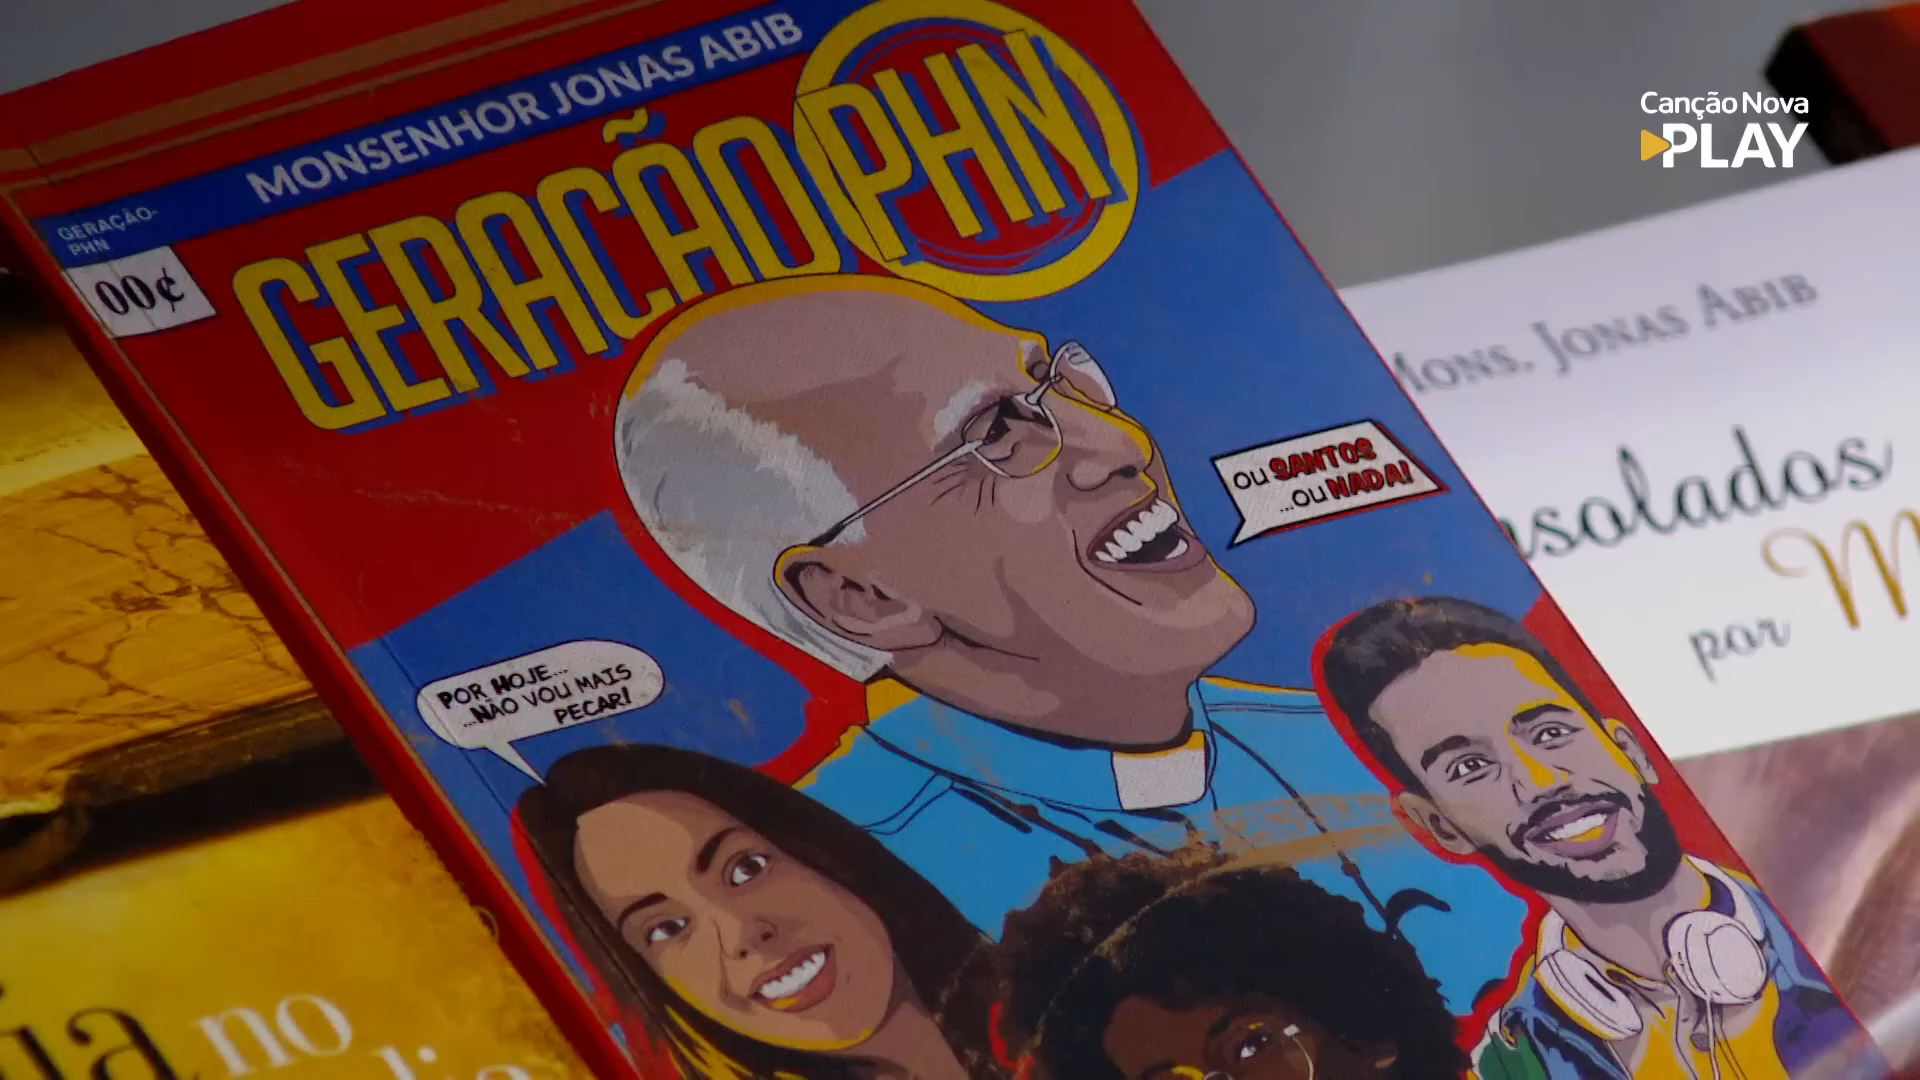 MONSENHOR JONAS ABIB
GERAÇÃO PHN
GERAÇÃO-
PHN
00¢
OU SANTOS
...OU NADA!
POR HOJE...
...NÃO VOU MAIS
PECAR!
Canção Nova
PLAY
MONS. JONAS ABIB
por
no